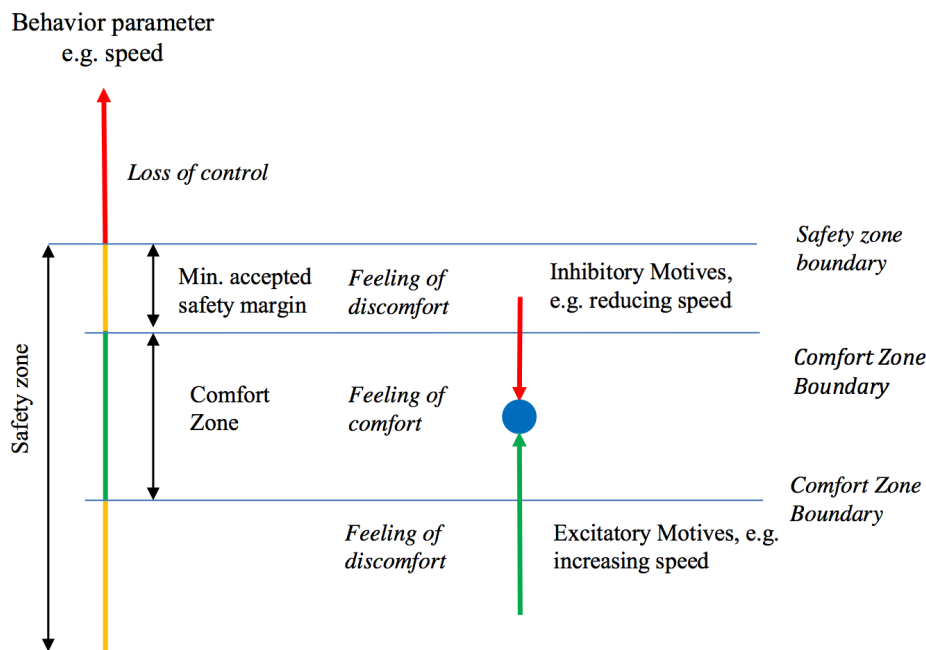 Behavior parameter
e.g. speed
Loss of control
Safety zone
boundary
Min. accepted
safety margin
Feeling of
discomfort
Inhibitory Motives,
e.g. reducing speed
Comfort Zone
Boundary
Safety zone
Comfort
Zone
Feeling of
comfort
Comfort Zone
Boundary
Feeling of
discomfort
Excitatory Motives, e.g.
increasing speed